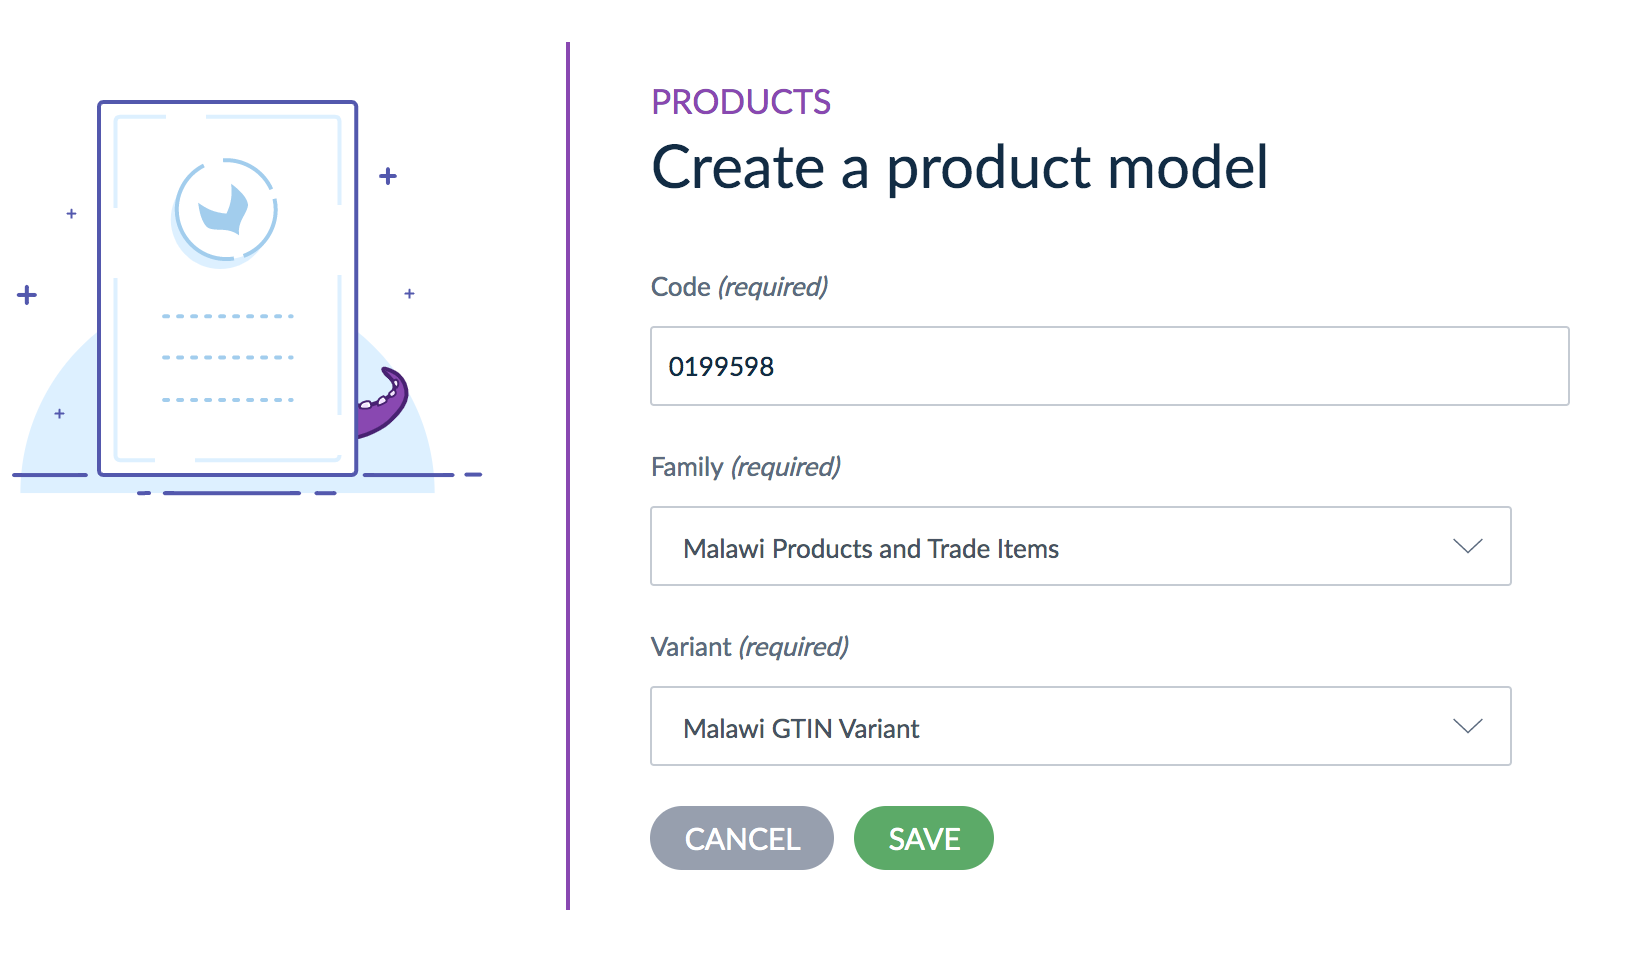 PRODUCTS
Create a product model
Code (required)
0199598
Family (required)
Malawi Products and Trade Items
Variant (required)
Malawi GTIN Variant
CANCEL SAVE